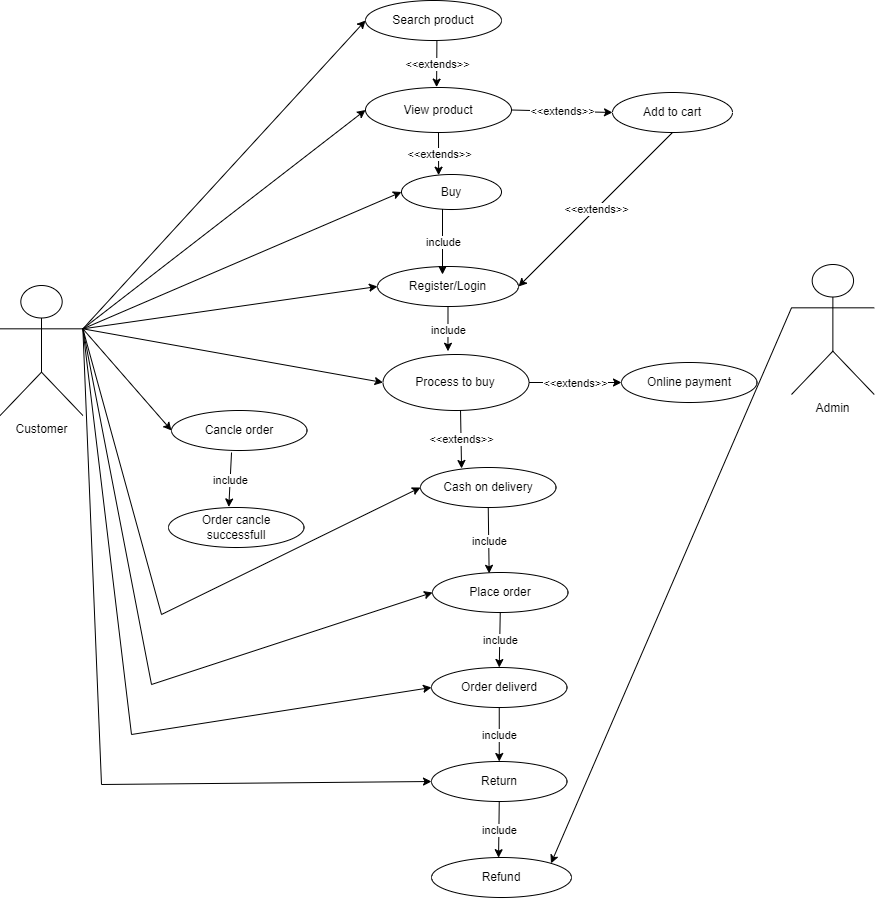 Search product
<<extends>>
View product
<<extends>>
Add to cart
<<extends>>
Buy
<<extends>>
include
Register/Login
include
Process to buy
<<extends>>
Online payment
Customer
Admin
Cancle order
<<extends>>
include
Cash on delivery
Order cancle
successfull
include
Place order
include
Order deliverd
include
Return
include
Refund